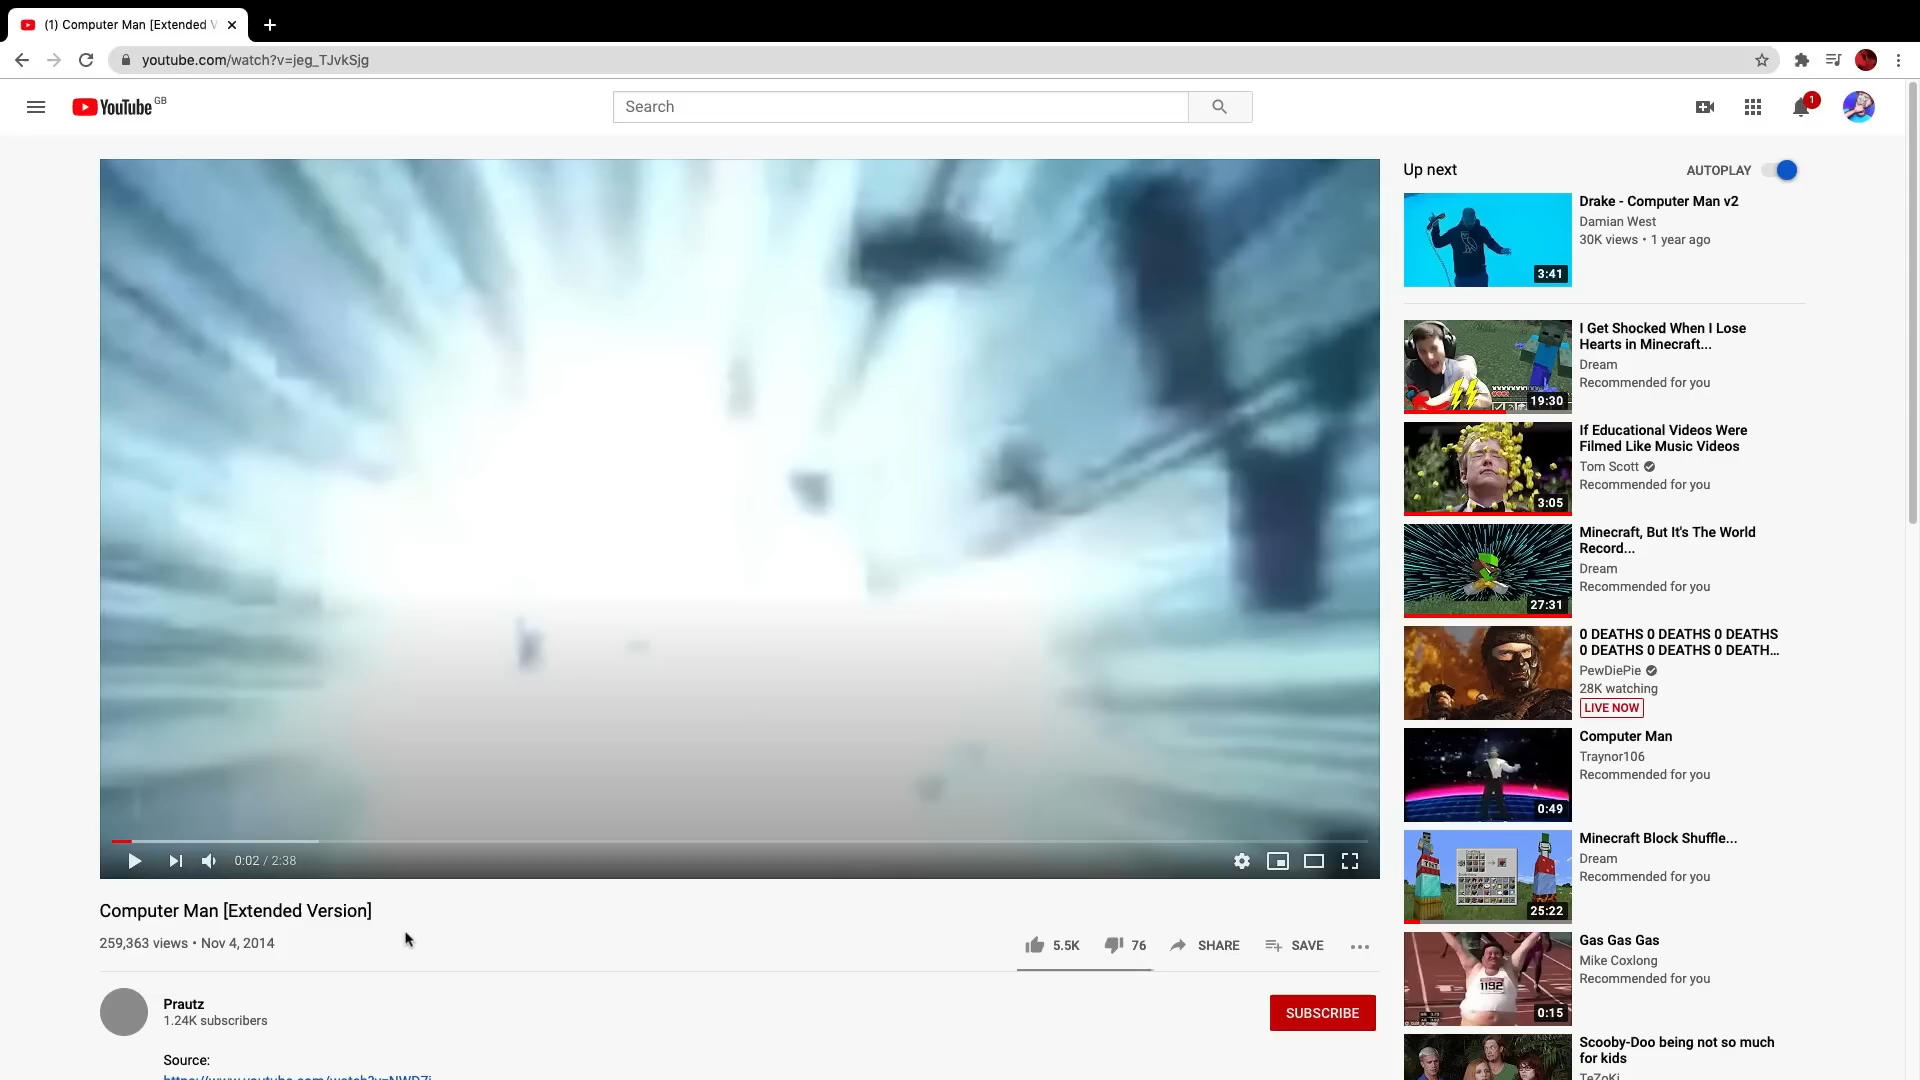 (1) Computer Man [Extended V
youtube.com/watch?v=jeg_TJvkSjg
YouTube GB
Search
1
Up next
AUTOPLAY
Drake - Computer Man v2
Damian West
30K views • 1 year ago
3:41
I Get Shocked When I Lose
Hearts in Minecraft...
Dream
Recommended for you
19:30
If Educational Videos Were
Filmed Like Music Videos
Tom Scott
Recommended for you
3:05
Minecraft, But It's The World
Record...
Dream
Recommended for you
27:31
0 DEATHS 0 DEATHS 0 DEATHS
0 DEATHS 0 DEATHS 0 DEATH...
PewDiePie
28K watching
LIVE NOW
Computer Man
Traynor106
Recommended for you
0:49
Minecraft Block Shuffle...
Dream
Recommended for you
TNT
25:22
Gas Gas Gas
Mike Coxlong
Recommended for you
1192
0:15
Scooby-Doo being not so much
for kids
TeZoKi
0:02 / 2:38
Computer Man [Extended Version]
259,363 views • Nov 4, 2014
5.5K
76
SHARE
SAVE
Prautz
1.24K subscribers
SUBSCRIBE
Source: